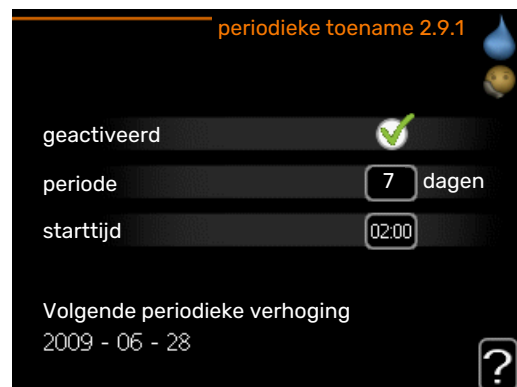 periodieke toename 2.9.1
geactiveerd
periode 7 dagen
starttijd 02:00
Volgende periodieke verhoging
2009 - 06 - 28
?